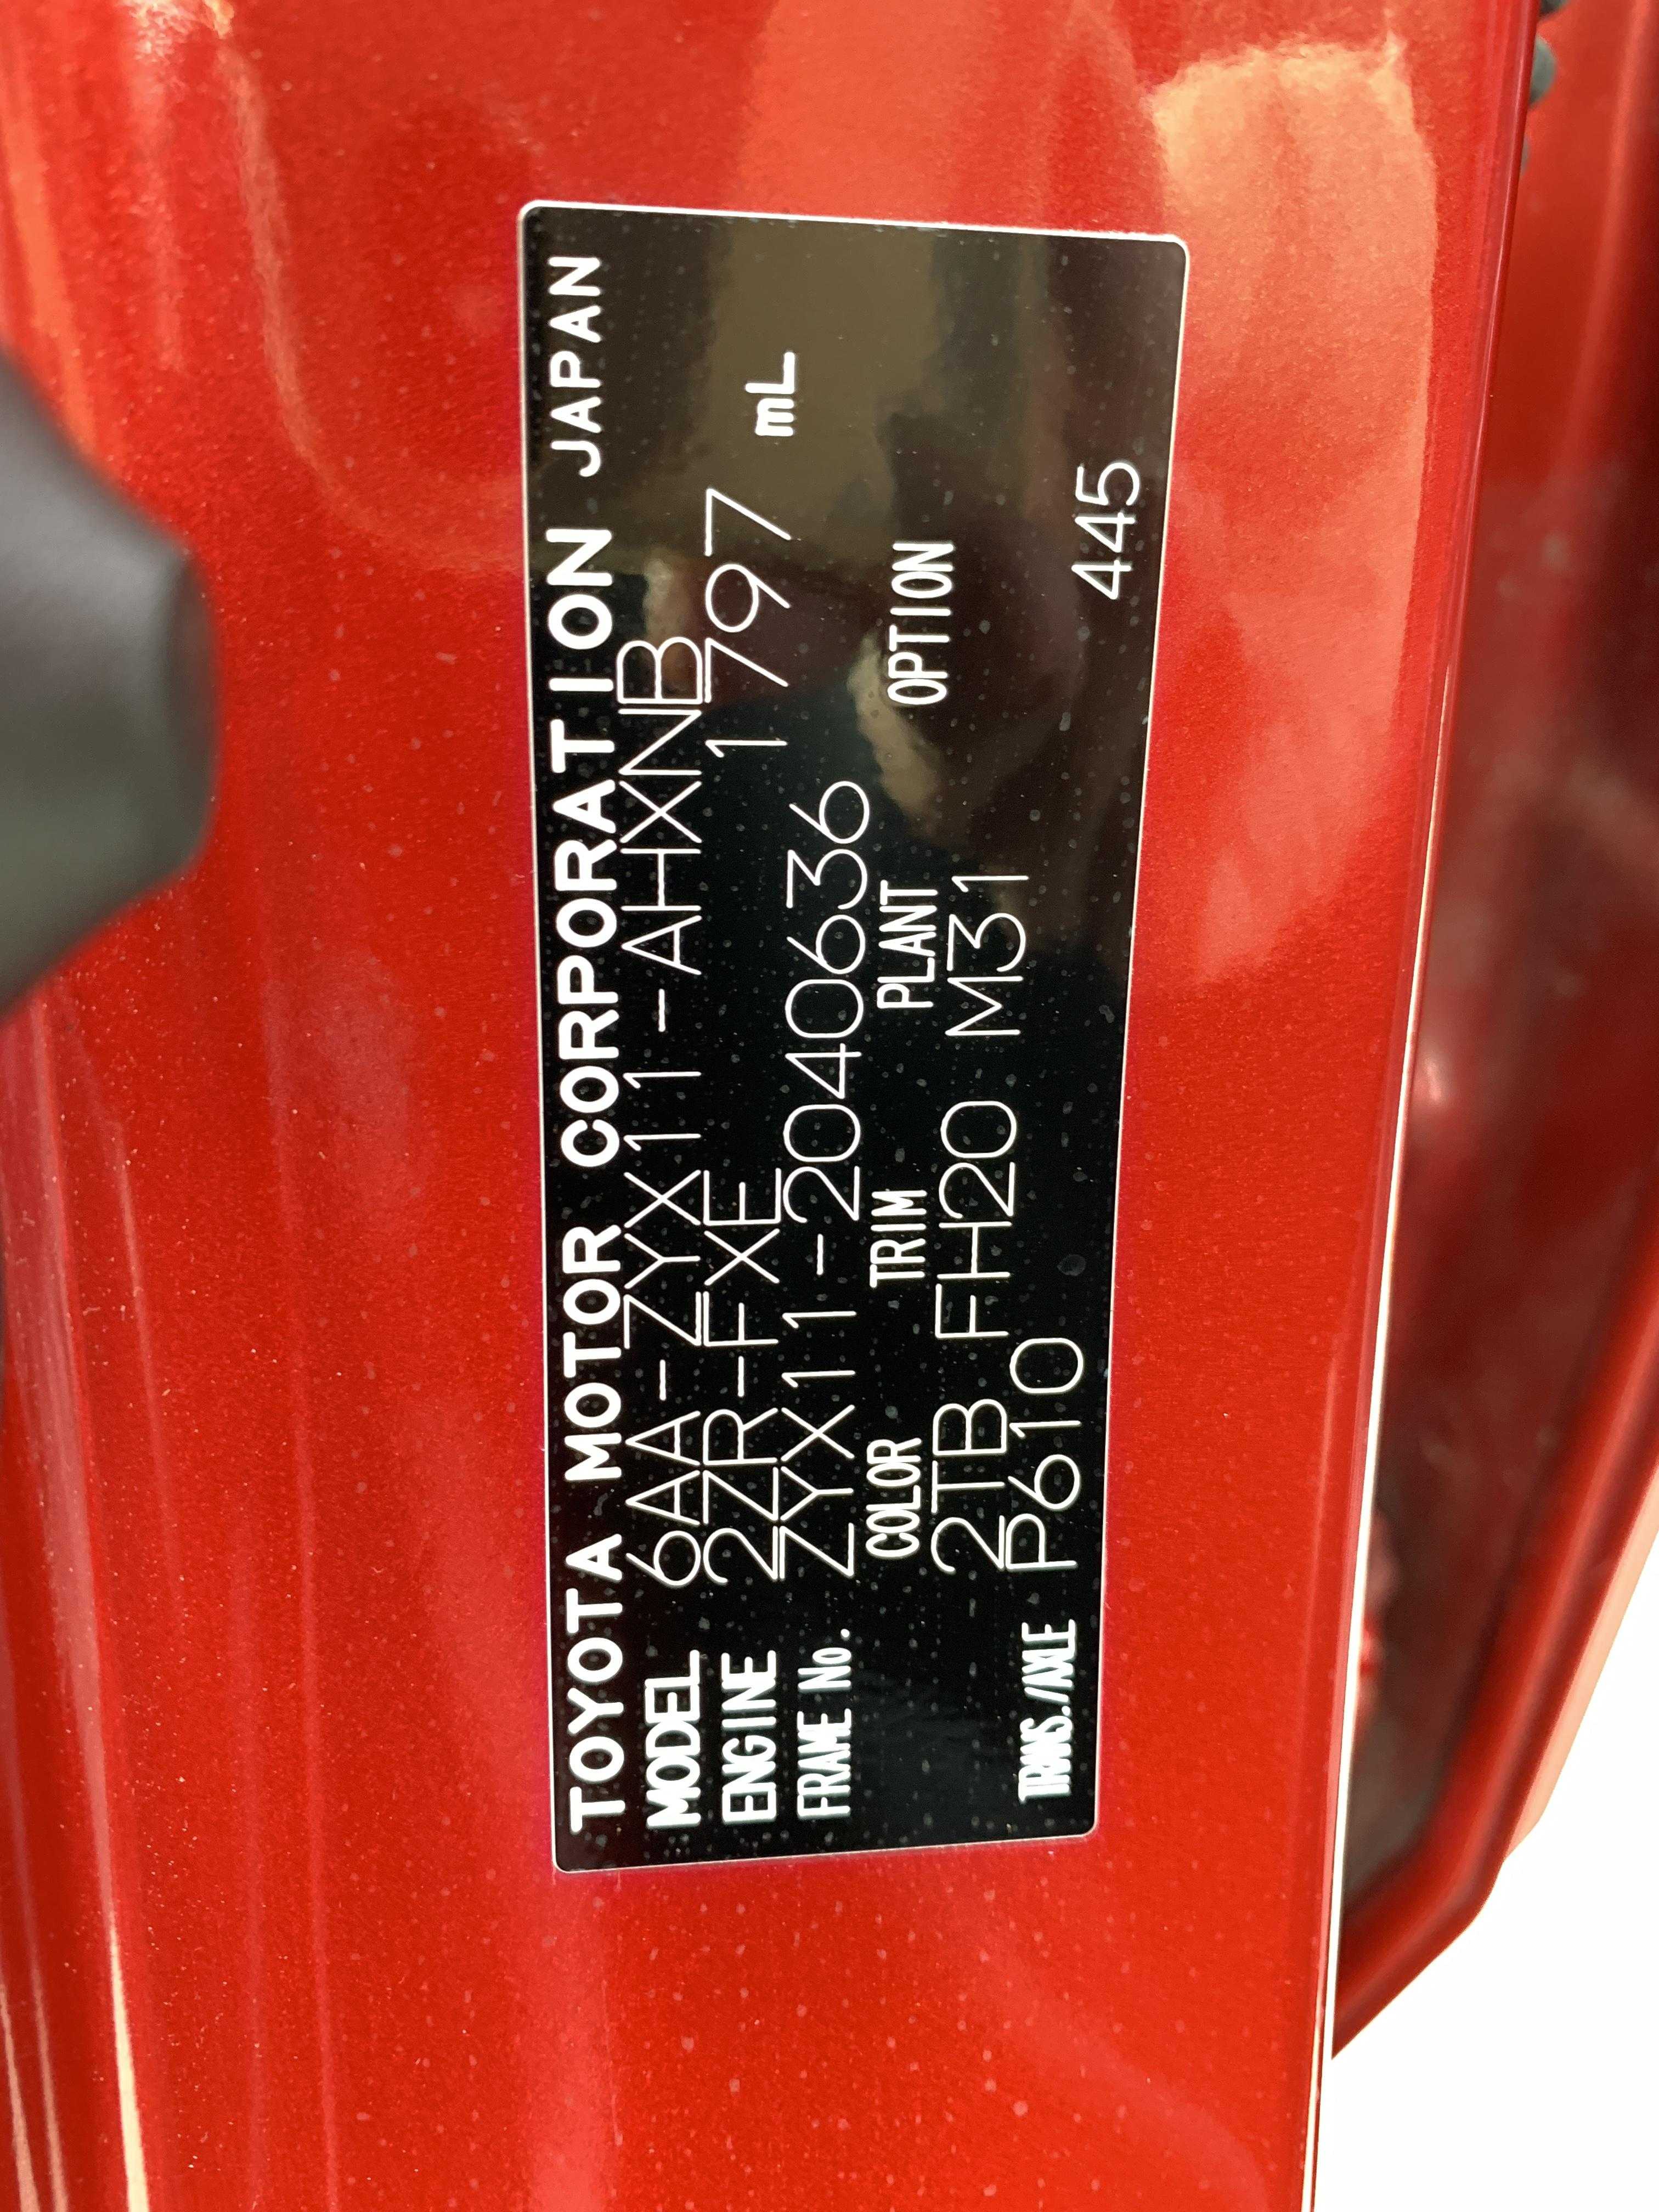 TOYOTA MOTOR CORPORATION JAPAN
MODEL 6AA-ZYX11-AHXNB
ENGINE 2ZR-FXE 1797 mL
FRAME No. ZYX11-2040636
COLOR TRIM PLANT OPTION
2TB FH20 M31
TRANS.//AXLE P610 445